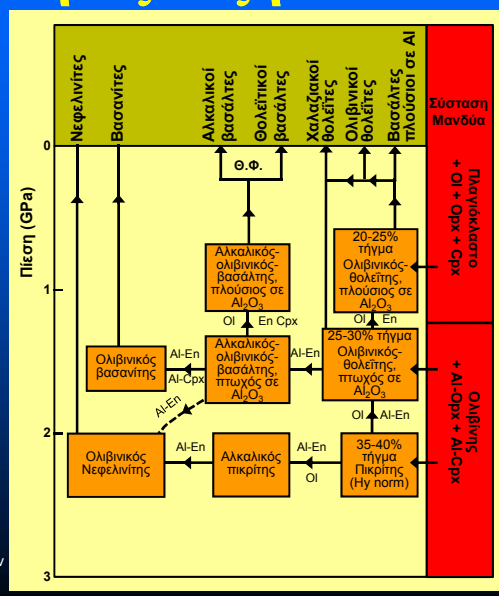 Νεφελινίτες
Βασανίτες
Αλκαλικοί
βασάλτες
Θολεϊτικοί
βασάλτες
Χαλαζιακοί
θολεΐτες
Ολιβινικοί
θολεΐτες
Βασάλτες
πλούσιοι σε Al
Σύσταση
Μανδύα
0
Θ.Φ.
Πλαγιόκλαστο
+ Ol + Opx + Cpx
Πίεση (GPa)
Αλκαλικός-
ολιβινικός-
βασάλτης,
πλούσιος σε
Al2O3
20-25%
τήγμα
Ολιβινικός-
θολεΐτης,
πλούσιος σε
Al2O3
1
Ol
En Cpx
Ol
En
Ολιβινικός
βασανίτης
Al-En
Al-Cpx
Αλκαλικός-
ολιβινικός-
βασάλτης,
πτωχός σε
Al2O3
Al-En
25-30% τήγμα
Ολιβινικός-
θολεΐτης,
πτωχός σε
Al2O3
Al-En
Ολιβίνης
+ Al-Opx + Al-Cpx
2
Ol
Al-En
Ολιβινικός
Νεφελινίτης
Al-En
Αλκαλικός
πικρίτης
Al-En
Ol
35-40%
τήγμα
Πικρίτης
(Hy norm)
3